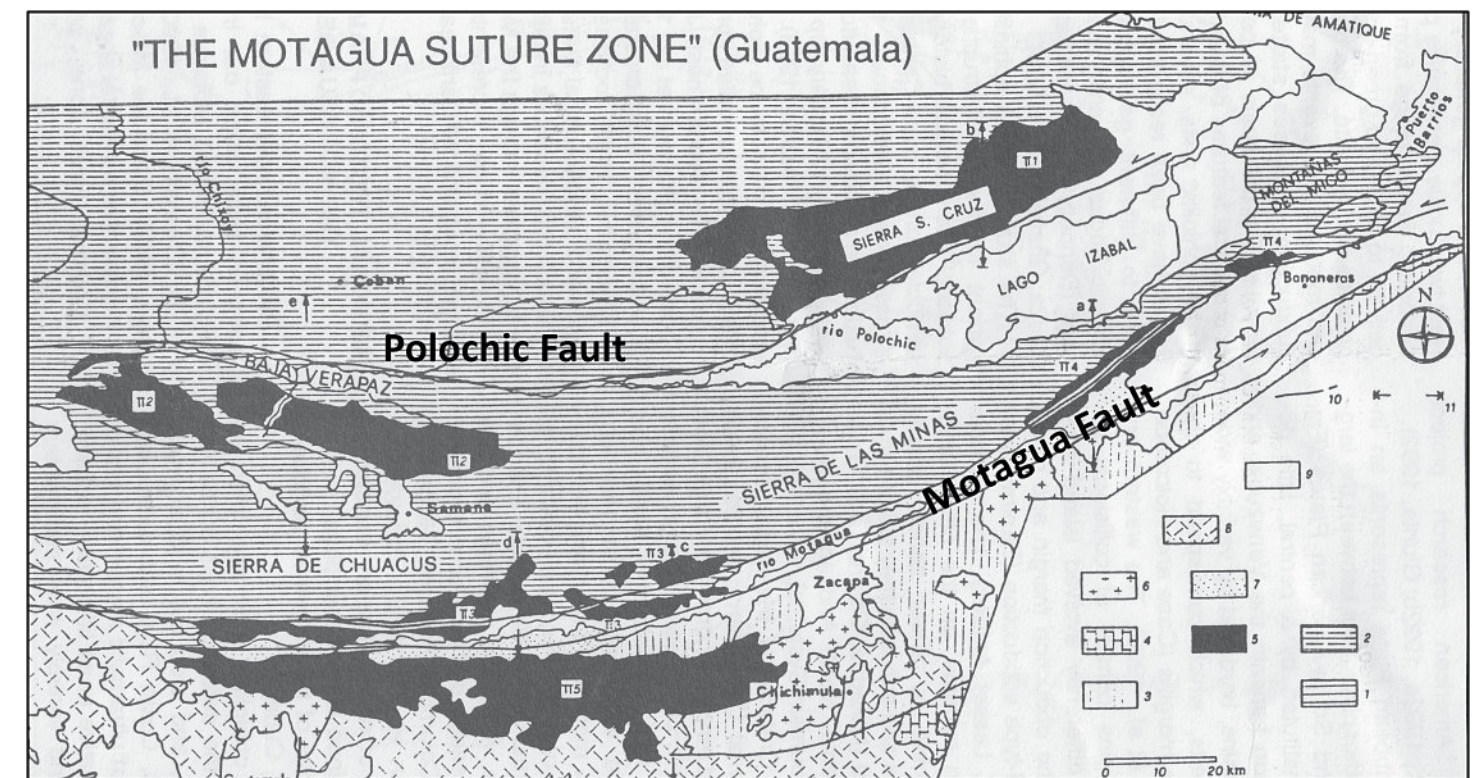 "THE MOTAGUA SUTURE ZONE" (Guatemala)
DE AMATIQUE
Puerto
Barrios
b
π1
rio Chixoy
MONTAÑAS
DEL MICO
SIERRA S. CRUZ
π4
IZABAL
LAGO
Bananeras
Coban
e
a
N
rio Polochic
Polochic Fault
BAJA VERAPAZ
π4
π2
10
11
Motagua Fault
SIERRA DE LAS MINAS
π2
9
Samana
8
d
π3 c
SIERRA DE CHUACUS
rio Motagua
Zacapa
6
7
π3
π3
4
5
2
π5
Chichimula
3
1
0 10 20 km